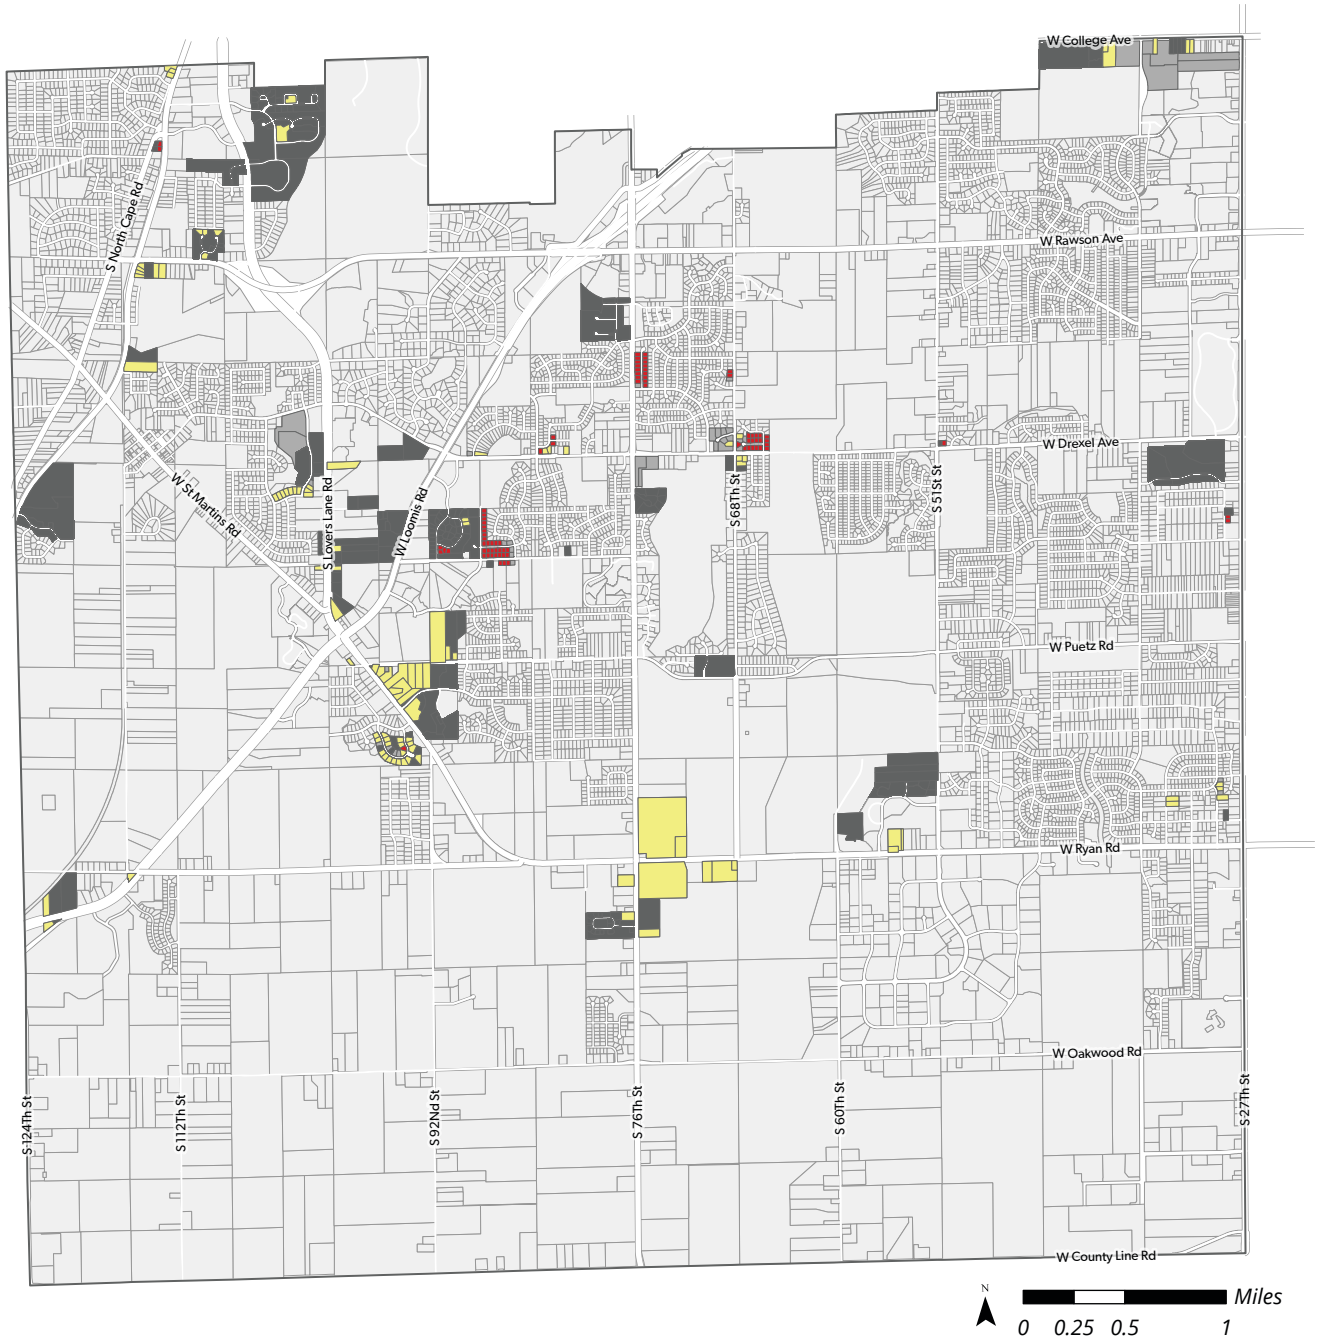 W College Ave
S North Cape Rd
W Rawson Ave
W Drexel Ave
W St Martins Rd
S Lovers Lane Rd
W Loomis Rd
S 68Th St
S 51St St
W Puetz Rd
W Ryan Rd
W Oakwood Rd
S 124Th St
S 112Th St
S 92Nd St
S 76Th St
S 60Th St
S 27Th St
W County Line Rd
N
Miles
0 0.25 0.5 1